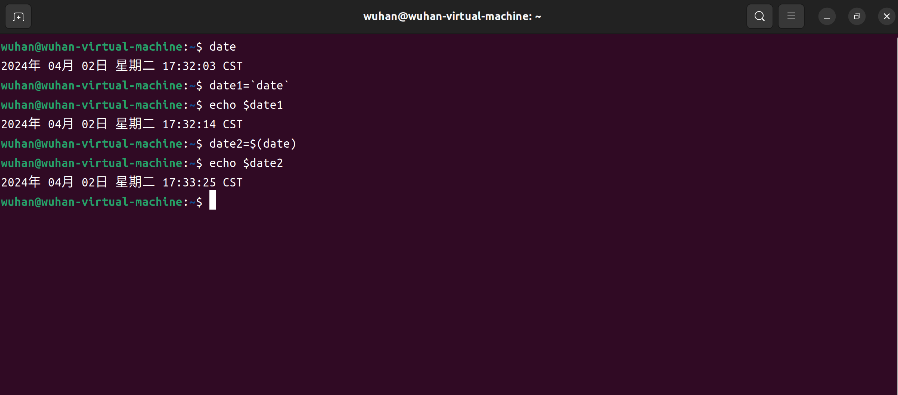 wuhan@wuhan-virtual-machine: ~
wuhan@wuhan-virtual-machine:~$ date
2024年 04月 02日 星期二 17:32:03 CST
wuhan@wuhan-virtual-machine:~$ date1=`date`
wuhan@wuhan-virtual-machine:~$ echo $date1
2024年 04月 02日 星期二 17:32:14 CST
wuhan@wuhan-virtual-machine:~$ date2=$(date)
wuhan@wuhan-virtual-machine:~$ echo $date2
2024年 04月 02日 星期二 17:33:25 CST
wuhan@wuhan-virtual-machine:~$